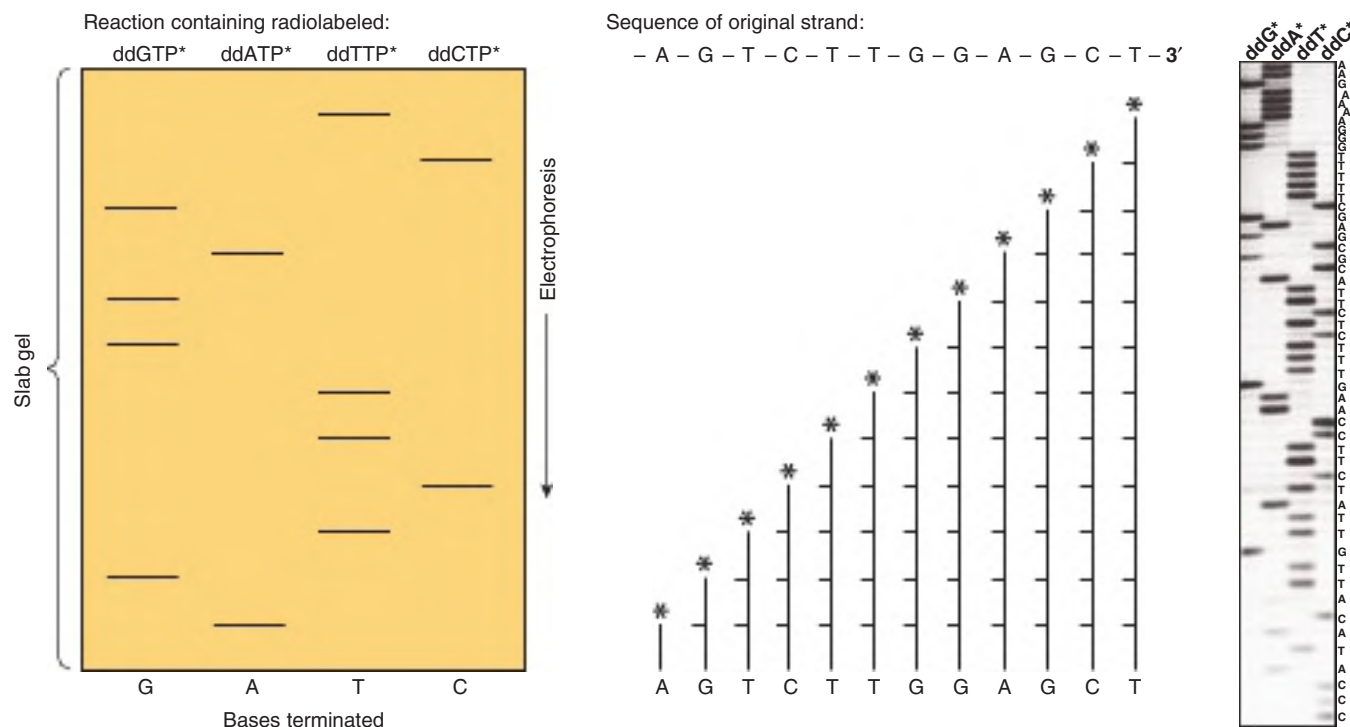 Reaction containing radiolabeled:
ddGTP* ddATP* ddTTP* ddCTP*
Slab gel
Electrophoresis
G A T C
Bases terminated
Sequence of original strand:
– A – G – T – C – T – T – G – G – A – G – C – T – 3′
* * * * * * * * * * * *
A G T C T T G G A G C T
ddG* ddA* ddT* ddC*
A
A
G
A
A
A
A
G
G
G
T
T
T
T
T
C
G
A
G
C
G
C
A
T
T
C
T
C
T
T
T
G
A
A
C
C
T
T
C
T
A
T
T
G
T
T
A
C
A
T
A
C
C
C